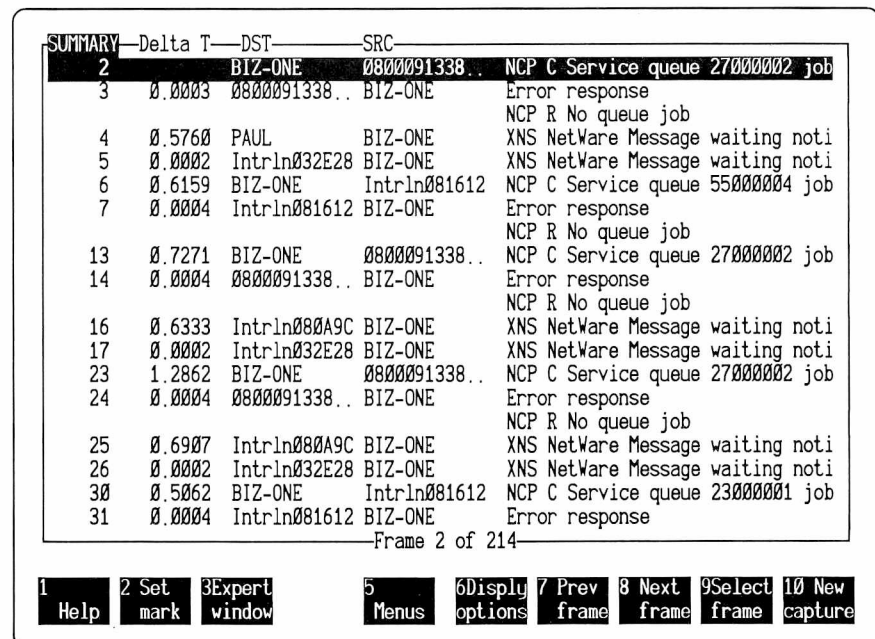 SUMMARY Delta T DST SRC
2 BIZ-ONE 0800091338.. NCP C Service queue 27000002 job
3 0.0003 0800091338.. BIZ-ONE Error response
NCP R No queue job
4 0.5760 PAUL BIZ-ONE XNS NetWare Message waiting noti
5 0.0002 Intrln032E28 BIZ-ONE XNS NetWare Message waiting noti
6 0.6159 BIZ-ONE Intrln081612 NCP C Service queue 55000004 job
7 0.0004 Intrln081612 BIZ-ONE Error response
NCP R No queue job
13 0.7271 BIZ-ONE 0800091338.. NCP C Service queue 27000002 job
14 0.0004 0800091338.. BIZ-ONE Error response
NCP R No queue job
16 0.6333 Intrln080A9C BIZ-ONE XNS NetWare Message waiting noti
17 0.0002 Intrln032E28 BIZ-ONE XNS NetWare Message waiting noti
23 1.2862 BIZ-ONE 0800091338.. NCP C Service queue 27000002 job
24 0.0004 0800091338.. BIZ-ONE Error response
NCP R No queue job
25 0.6907 Intrln080A9C BIZ-ONE XNS NetWare Message waiting noti
26 0.0002 Intrln032E28 BIZ-ONE XNS NetWare Message waiting noti
30 0.5062 BIZ-ONE Intrln081612 NCP C Service queue 23000001 job
31 0.0004 Intrln081612 BIZ-ONE Error response
Frame 2 of 214
1 2 Set 3Expert 5 6Disply 7 Prev 8 Next 9Select 10 New
Help mark window Menus options frame frame frame capture